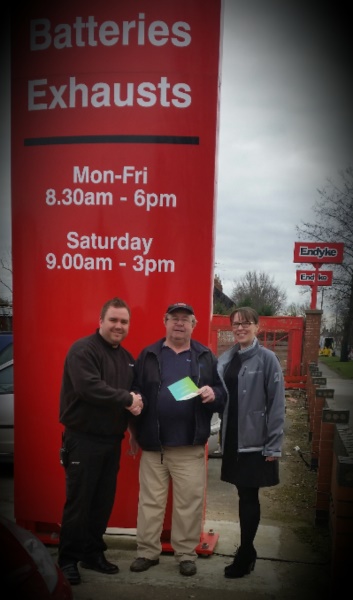 Batteries
Exhausts
Mon-Fri
8.30am - 6pm
Saturday
9.00am - 3pm
Endyke
Endyke